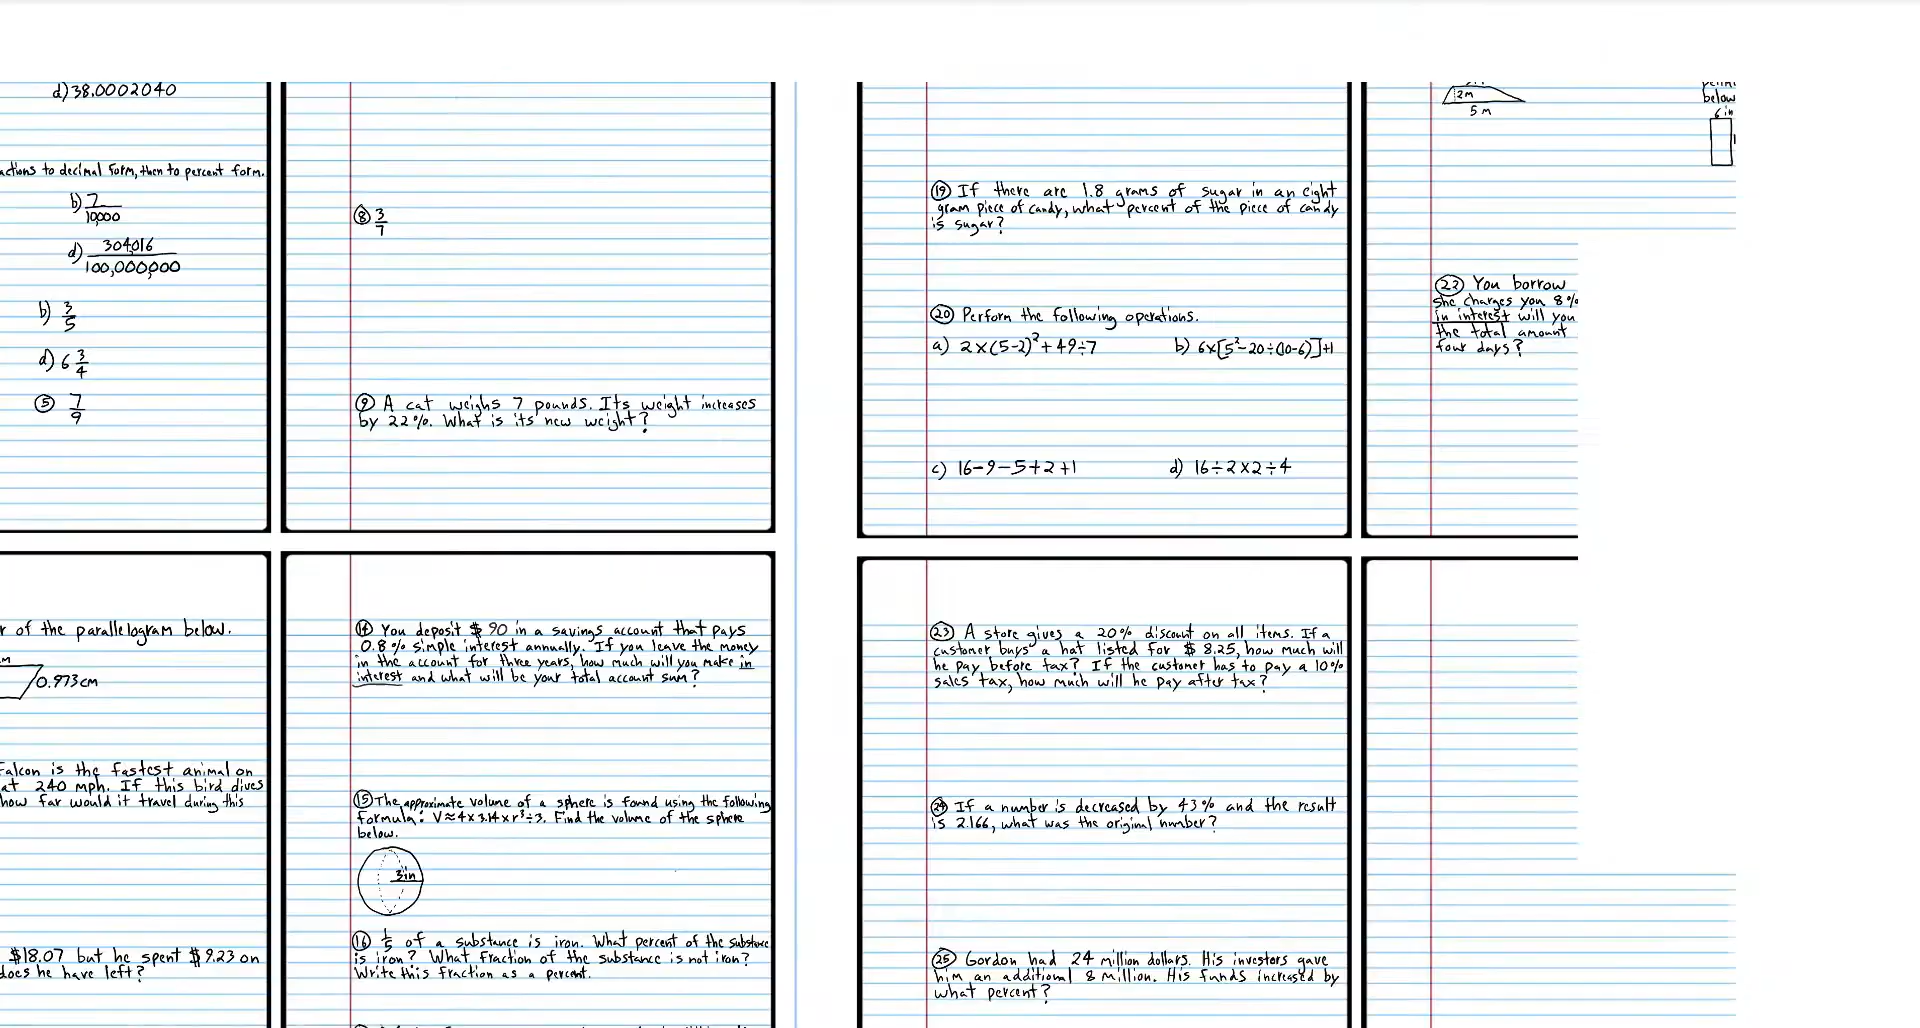 d) 38.0002040
actions to decimal form, then to percent form.
b) 7/10,000
d) 304,016/100,000,000
b) 3/5
d) 6 3/4
⑤ 7/9
⑧ 3/7
⑨ A cat weighs 7 pounds. Its weight increases
by 22%. What is its new weight?
r of the parallelogram below.
m
0.973cm
Falcon is the fastest animal on
at 240 mph. If this bird dives
how far would it travel during this
$18.07 but he spent $9.23 on
does he have left?
⑭ You deposit $90 in a savings account that pays
0.8% simple interest annually. If you leave the money
in the account for three years, how much will you make in
interest and what will be your total account sum?
⑮ The approximate volume of a sphere is found using the following
formula: V≈4x3.14xr³÷3. Find the volume of the sphere
below.
3in
⑯ 1/5 of a substance is iron. What percent of the substance
is iron? What fraction of the substance is not iron?
Write this fraction as a percent.
⑲ If there are 1.8 grams of sugar in an eight
gram piece of candy, what percent of the piece of candy
is sugar?
⑳ Perform the following operations.
a) 2x(5-2)²+49÷7
b) 6x[5²-20÷(10-6)]+1
c) 16-9-5+2+1
d) 16÷2x2÷4
㉓ A store gives a 20% discount on all items. If a
customer buys a hat listed for $8.25, how much will
he pay before tax? If the customer has to pay a 10%
sales tax, how much will he pay after tax?
㉔ If a number is decreased by 43% and the result
is 2.166, what was the original number?
㉕ Gordon had 24 million dollars. His investors gave
him an additional 8 million. His funds increased by
what percent?
2m
5 m
below
6 in
㉒ You borrow
She charges you 8%
in interest will you
the total amount
four days?